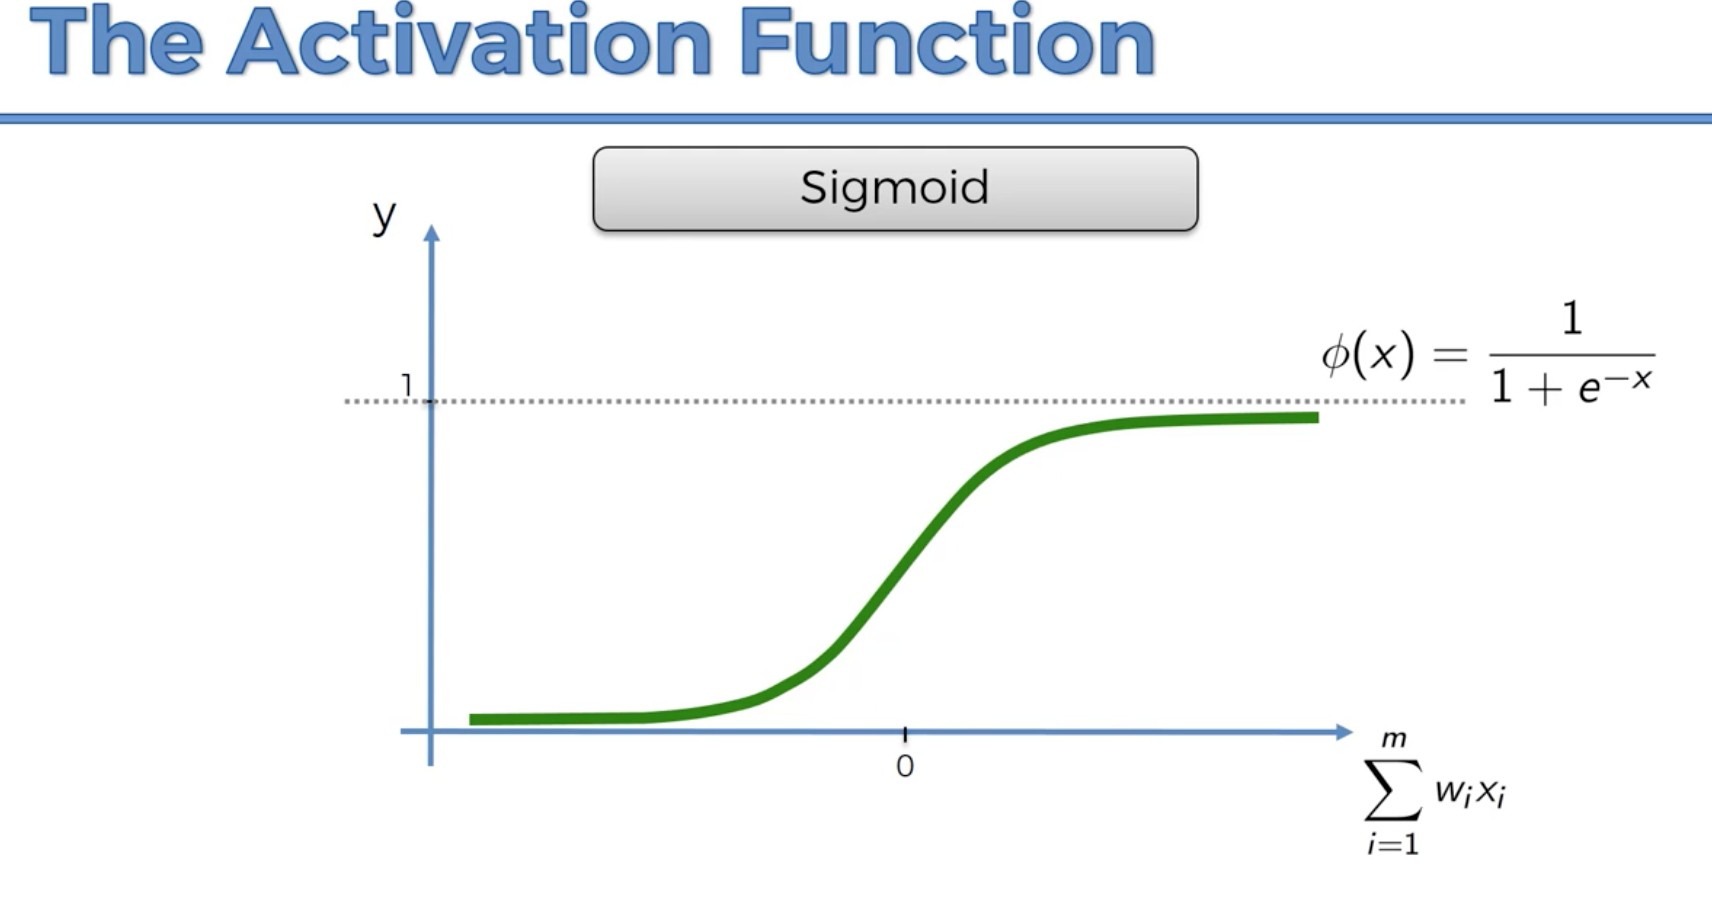 The Activation Function
Sigmoid
y
1
ϕ(x) = 1 / (1 + e^{−x})
0
∑_{i=1}^{m} w_i x_i